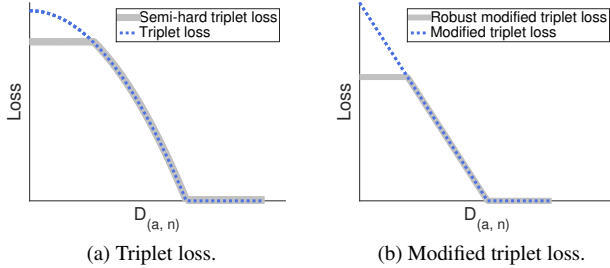 Semi-hard triplet loss
Triplet loss
Loss
D(a, n)
(a) Triplet loss.
Robust modified triplet loss
Modified triplet loss
Loss
D(a, n)
(b) Modified triplet loss.